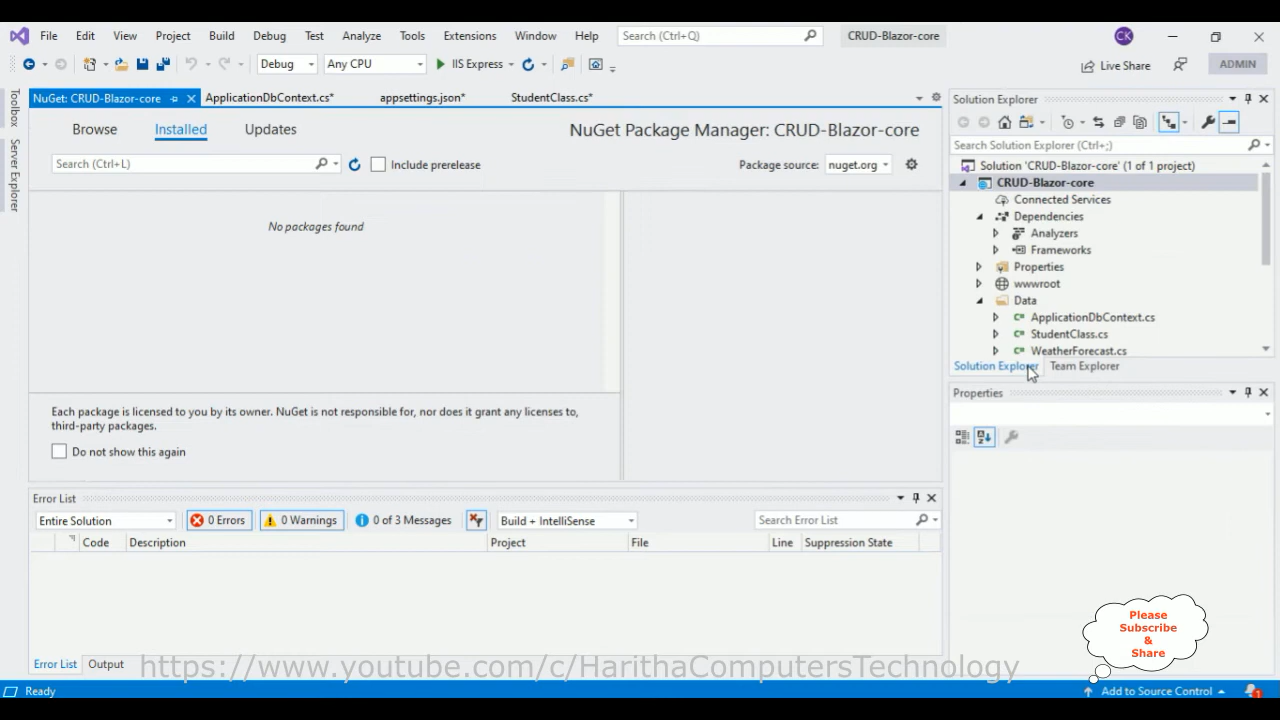 File Edit View Project Build Debug Test Analyze Tools Extensions Window Help Search (Ctrl+Q) CRUD-Blazor-core CK
Debug Any CPU IIS Express Live Share ADMIN
Toolbox
Server Explorer
NuGet: CRUD-Blazor-core ApplicationDbContext.cs* appsettings.json* StudentClass.cs*
Browse Installed Updates NuGet Package Manager: CRUD-Blazor-core
Search (Ctrl+L) Include prerelease Package source: nuget.org
No packages found
Each package is licensed to you by its owner. NuGet is not responsible for, nor does it grant any licenses to,
third-party packages.
Do not show this again
Solution Explorer
Search Solution Explorer (Ctrl+;)
Solution 'CRUD-Blazor-core' (1 of 1 project)
CRUD-Blazor-core
Connected Services
Dependencies
Analyzers
Frameworks
Properties
wwwroot
Data
C# ApplicationDbContext.cs
C# StudentClass.cs
C# WeatherForecast.cs
Solution Explorer Team Explorer
Properties
Error List
Entire Solution 0 Errors 0 Warnings 0 of 3 Messages Build + IntelliSense Search Error List
Code Description Project File Line Suppression State
Please
Subscribe
&
Share
Error List Output
https://www.youtube.com/c/HarithaComputersTechnology
Ready Add to Source Control 1